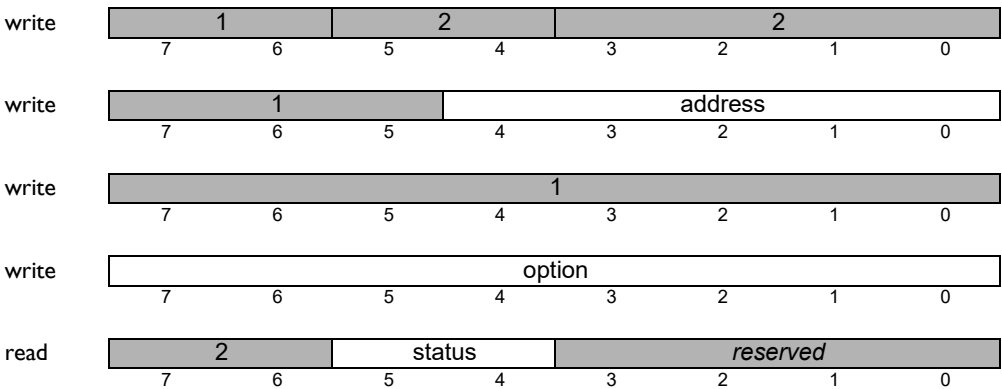 write 1 2 2
7 6 5 4 3 2 1 0
write 1 address
7 6 5 4 3 2 1 0
write 1
7 6 5 4 3 2 1 0
write option
7 6 5 4 3 2 1 0
read 2 status reserved
7 6 5 4 3 2 1 0